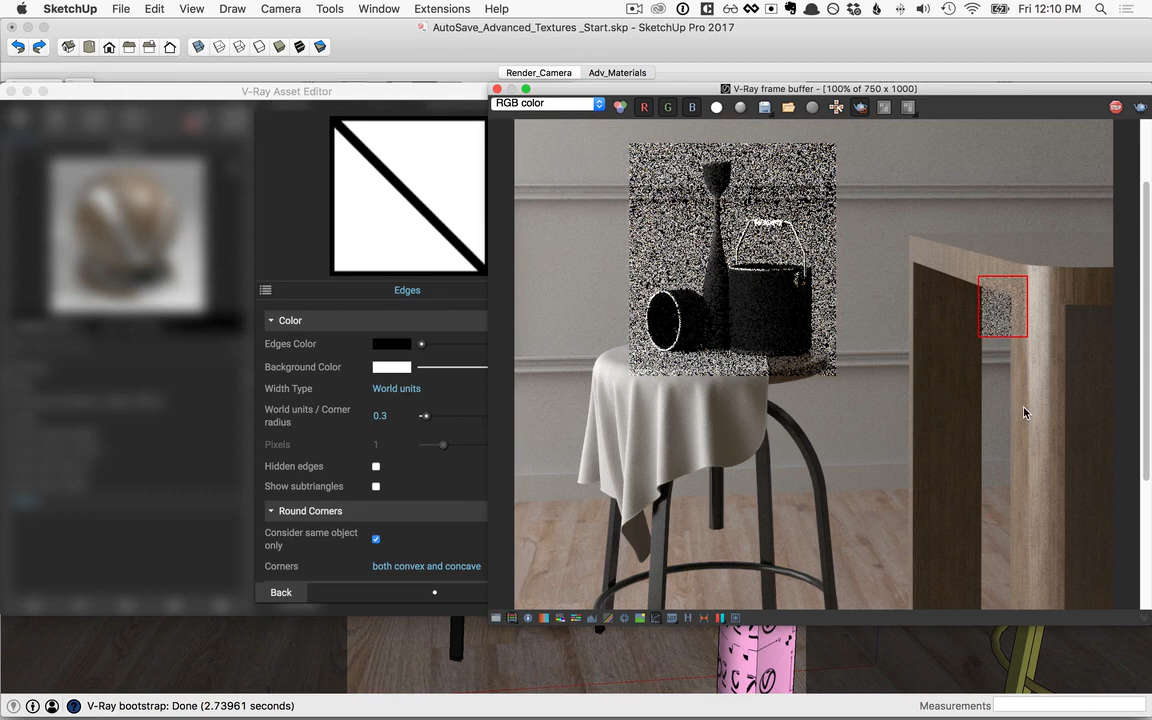 SketchUp File Edit View Draw Camera Tools Window Extensions Help Fri 12:10 PM
AutoSave_Advanced_Textures _Start.skp - SketchUp Pro 2017
Render_Camera Adv_Materials
V-Ray Asset Editor
V-Ray frame buffer - [100% of 750 x 1000]
RGB color R G B STOP
Edges
Color
Edges Color
Background Color
Width Type World units
World units / Corner
radius
0.3
Pixels 1
Hidden edges
Show subtriangles
Round Corners
Consider same object
only
Corners both convex and concave
Back
H
V-Ray bootstrap: Done (2.73961 seconds) Measurements